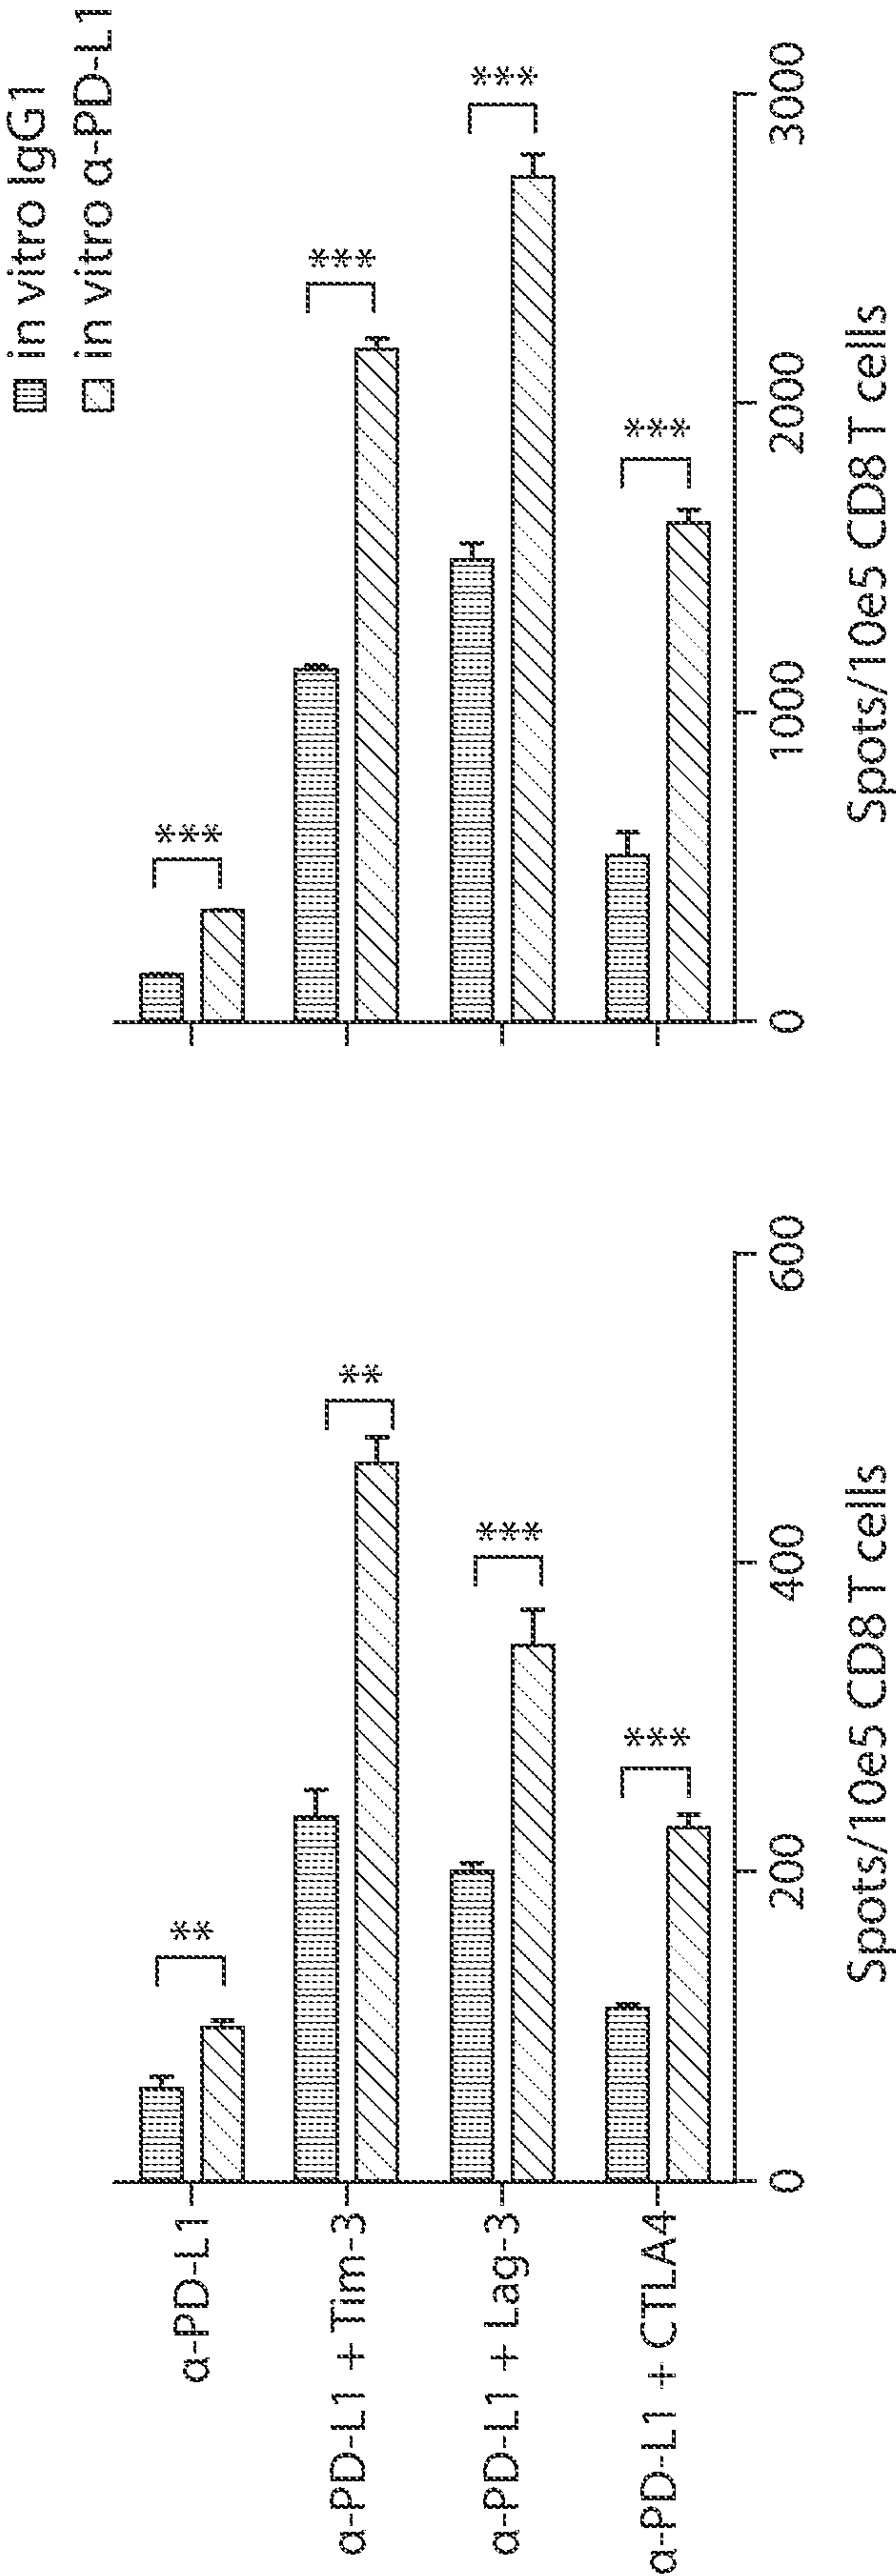 in vitro IgG1
in vitro α-PD-L1
α-PD-L1
α-PD-L1 + Tim-3
α-PD-L1 + Lag-3
α-PD-L1 + CTLA4
**
**
***
***
0
200
400
600
Spots/10e5 CD8 T cells
***
***
***
***
0
1000
2000
3000
Spots/10e5 CD8 T cells